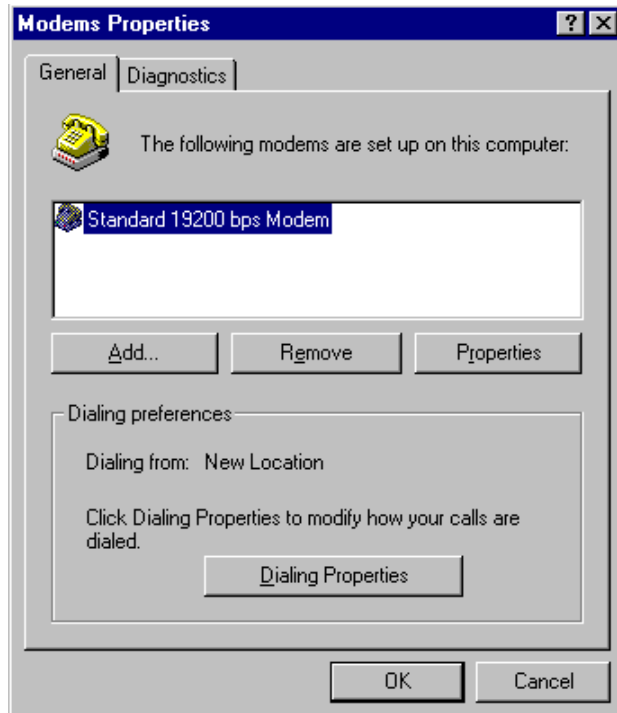 Modems Properties
General
Diagnostics
The following modems are set up on this computer:
Standard 19200 bps Modem
Add...
Remove
Properties
Dialing preferences
Dialing from: New Location
Click Dialing Properties to modify how your calls are
dialed.
Dialing Properties
OK
Cancel